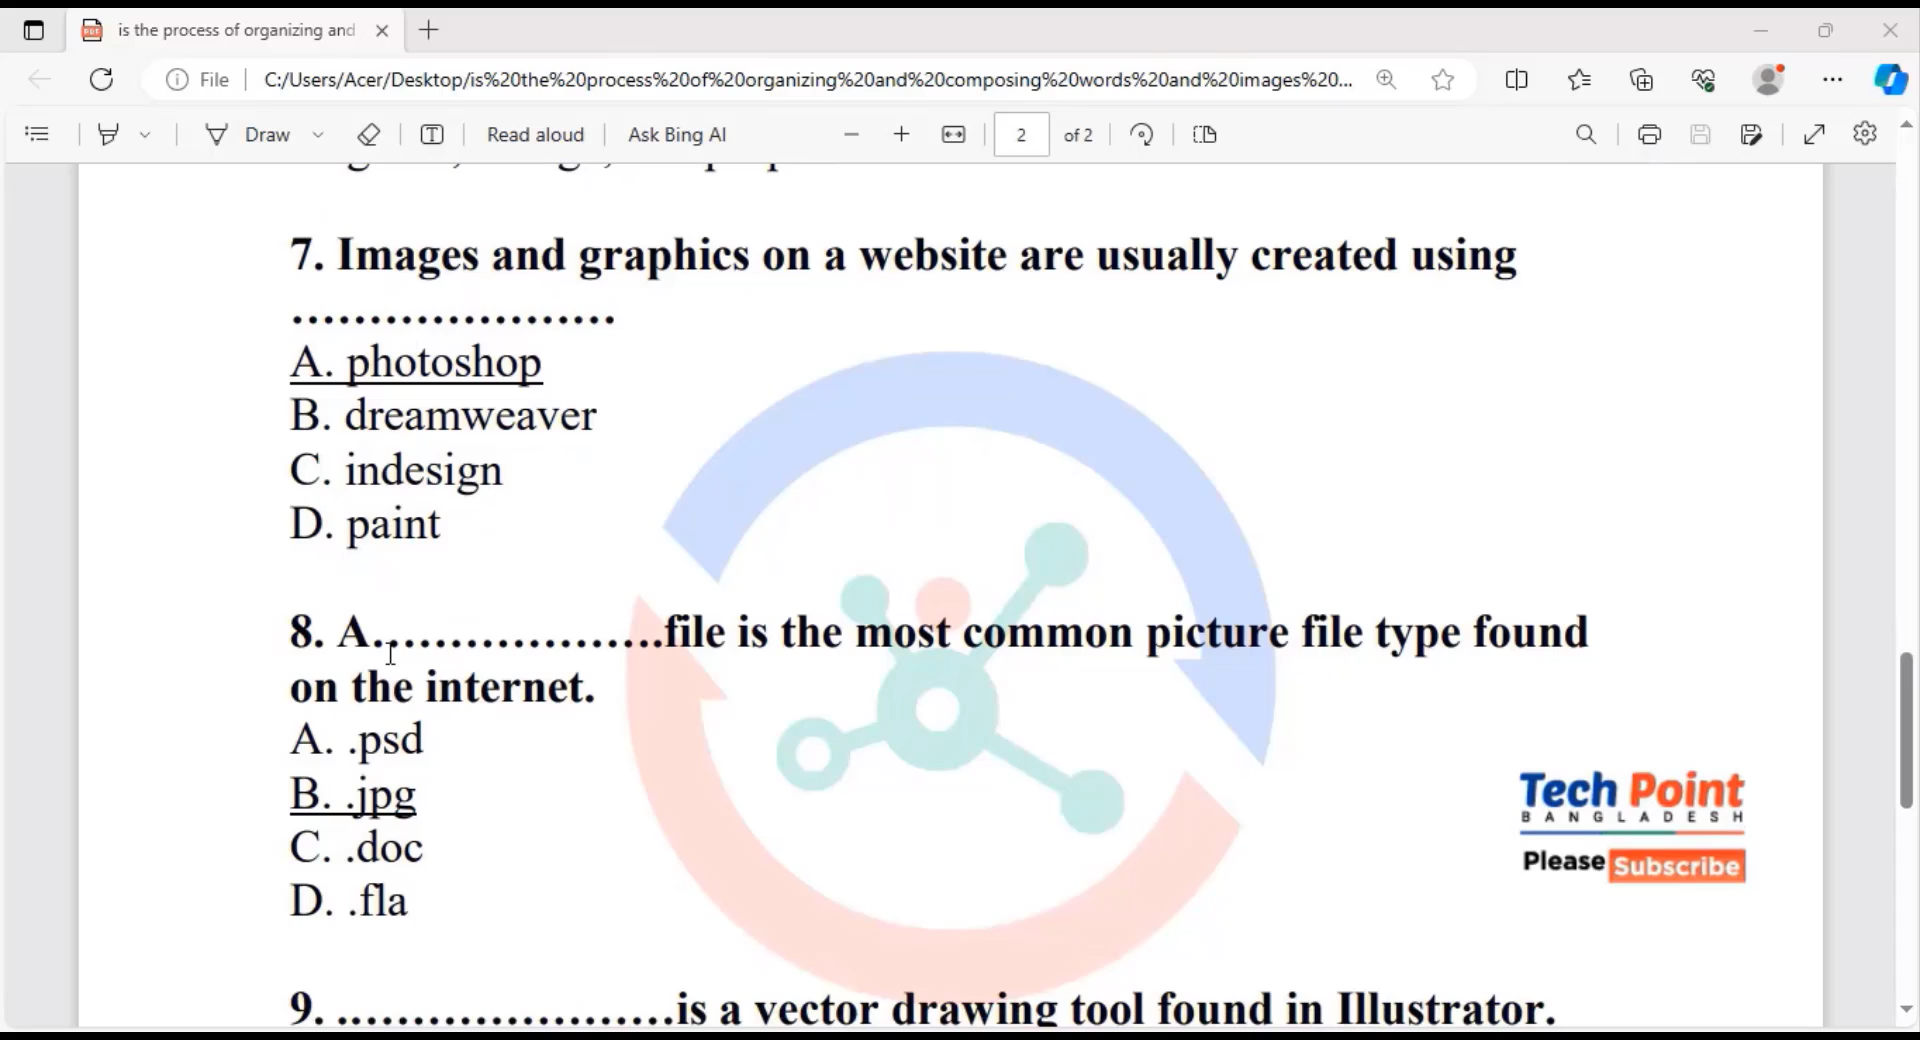 is the process of organizing and
File
C:/Users/Acer/Desktop/is%20the%20process%20of%20organizing%20and%20composing%20words%20and%20images%20...
Draw
Read aloud
Ask Bing AI
2
of 2
7. Images and graphics on a website are usually created using
.....................
A. photoshop
B. dreamweaver
C. indesign
D. paint
8. A...................file is the most common picture file type found
on the internet.
A. .psd
B. .jpg
C. .doc
D. .fla
Tech Point
BANGLADESH
Please Subscribe
9. ......................is a vector drawing tool found in Illustrator.